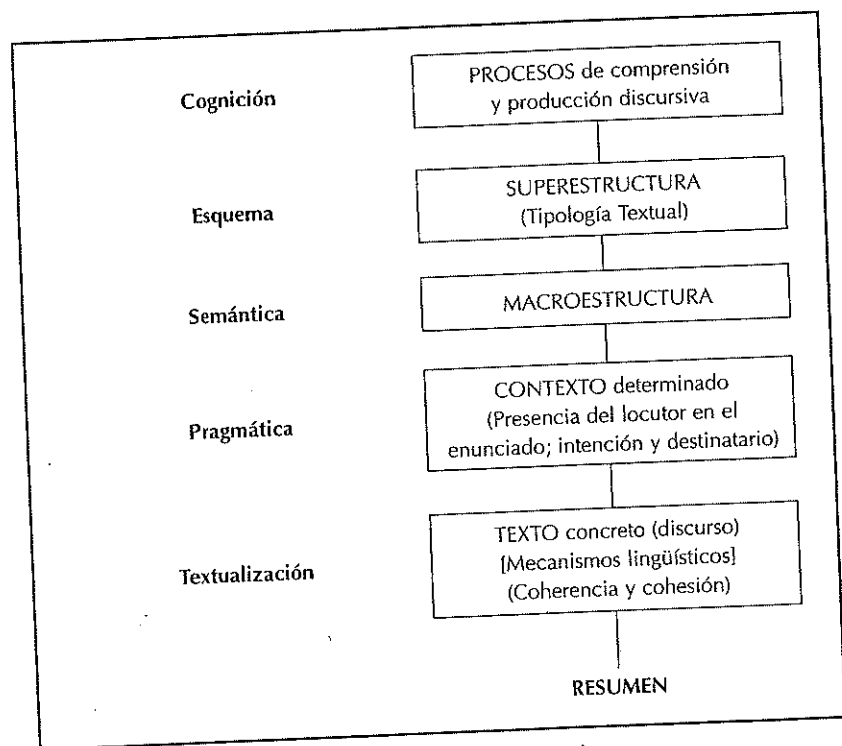 Cognición
PROCESOS de comprensión
y producción discursiva
Esquema
SUPERESTRUCTURA
(Tipología Textual)
Semántica
MACROESTRUCTURA
Pragmática
CONTEXTO determinado
(Presencia del locutor en el
enunciado; intención y destinatario)
Textualización
TEXTO concreto (discurso)
[Mecanismos lingüísticos]
(Coherencia y cohesión)
RESUMEN